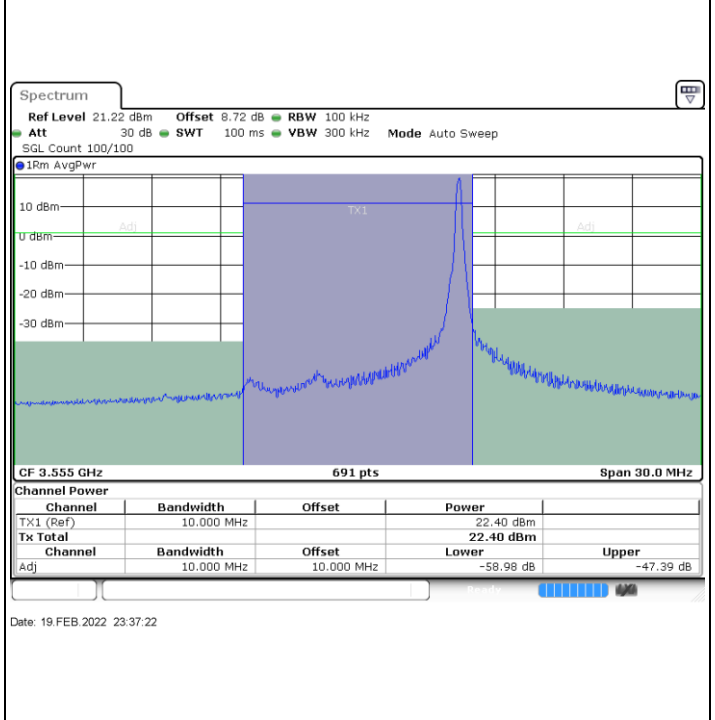 Spectrum
Ref Level 21.22 dBm Offset 8.72 dB RBW 100 kHz
Att 30 dB SWT 100 ms VBW 300 kHz Mode Auto Sweep
SGL Count 100/100
1Rm AvgPwr
10 dBm
TX1
Adj
Adj
0 dBm
-10 dBm
-20 dBm
-30 dBm
CF 3.555 GHz 691 pts Span 30.0 MHz
Channel Power
Channel Bandwidth Offset Power
TX1 (Ref) 10.000 MHz 22.40 dBm
Tx Total 22.40 dBm
Channel Bandwidth Offset Lower Upper
Adj 10.000 MHz 10.000 MHz -58.98 dB -47.39 dB
Ready
Date: 19.FEB.2022 23:37:22